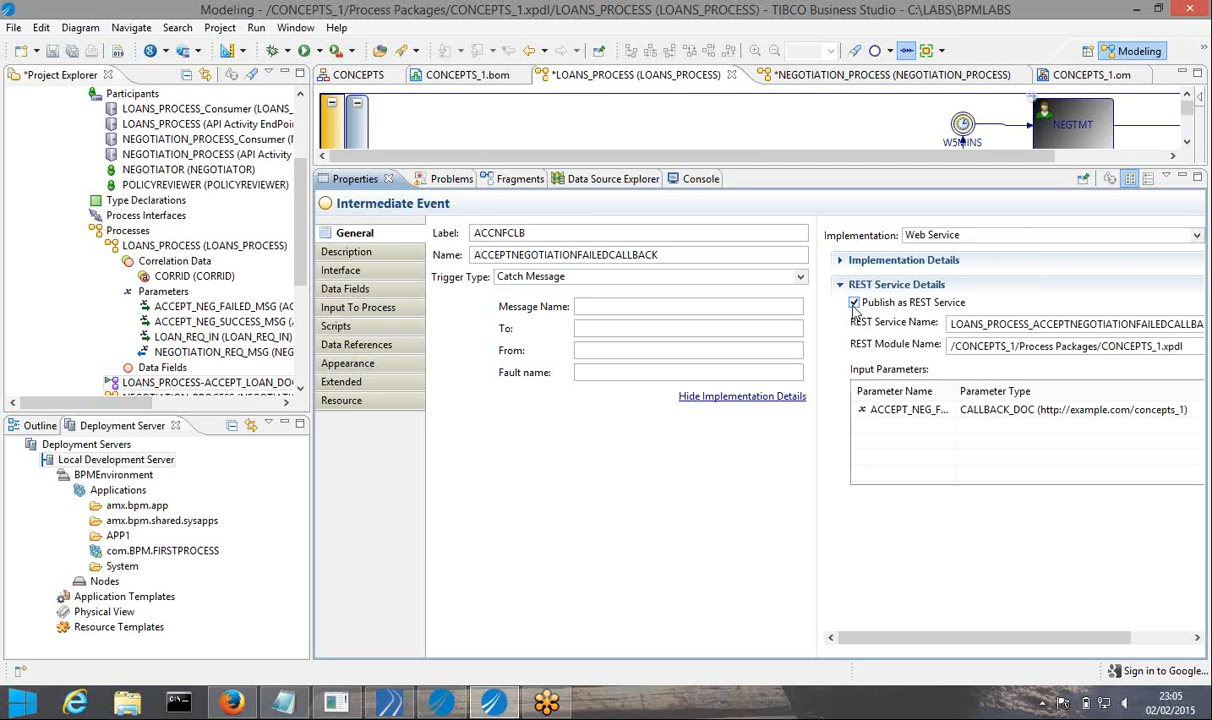 Modeling - /CONCEPTS_1/Process Packages/CONCEPTS_1.xpdl/LOANS_PROCESS (LOANS_PROCESS) - TIBCO Business Studio - C:\LABS\BPMLABS
File Edit Diagram Navigate Search Project Run Window Help
Modeling
*Project Explorer
CONCEPTS
CONCEPTS_1.bom
*LOANS_PROCESS (LOANS_PROCESS)
*NEGOTIATION_PROCESS (NEGOTIATION_PROCESS)
CONCEPTS_1.om
Participants
LOANS_PROCESS_Consumer (LOANS_
LOANS_PROCESS (API Activity EndPoi
NEGOTIATION_PROCESS_Consumer (N
NEGOTIATION_PROCESS (API Activity
NEGOTIATOR (NEGOTIATOR)
POLICYREVIEWER (POLICYREVIEWER)
Type Declarations
Process Interfaces
Processes
LOANS_PROCESS (LOANS_PROCESS)
Correlation Data
CORRID (CORRID)
Parameters
ACCEPT_NEG_FAILED_MSG (AC
ACCEPT_NEG_SUCCESS_MSG (A
LOAN_REQ_IN (LOAN_REQ_IN)
NEGOTIATION_REQ_MSG (NEG
Data Fields
LOANS_PROCESS-ACCEPT_LOAN_DO
NEGTMT
Outline
Deployment Server
Deployment Servers
Local Development Server
BPMEnvironment
Applications
amx.bpm.app
amx.bpm.shared.sysapps
APP1
com.BPM.FIRSTPROCESS
System
Nodes
Application Templates
Physical View
Resource Templates
Properties
Problems
Fragments
Data Source Explorer
Console
Intermediate Event
General
Description
Interface
Data Fields
Input To Process
Scripts
Data References
Appearance
Extended
Resource
Label: ACCNFCLB
Name: ACCEPTNEGOTIATIONFAILEDCALLBACK
Trigger Type: Catch Message
Message Name:
To:
From:
Fault name:
Hide Implementation Details
Implementation: Web Service
Implementation Details
REST Service Details
Publish as REST Service
REST Service Name: LOANS_PROCESS_ACCEPTNEGOTIATIONFAILEDCALLBA
REST Module Name: /CONCEPTS_1/Process Packages/CONCEPTS_1.xpdl
Input Parameters:
Parameter Name Parameter Type
ACCEPT_NEG_F... CALLBACK_DOC (http://example.com/concepts_1)
Sign in to Google...
23:05
02/02/2015